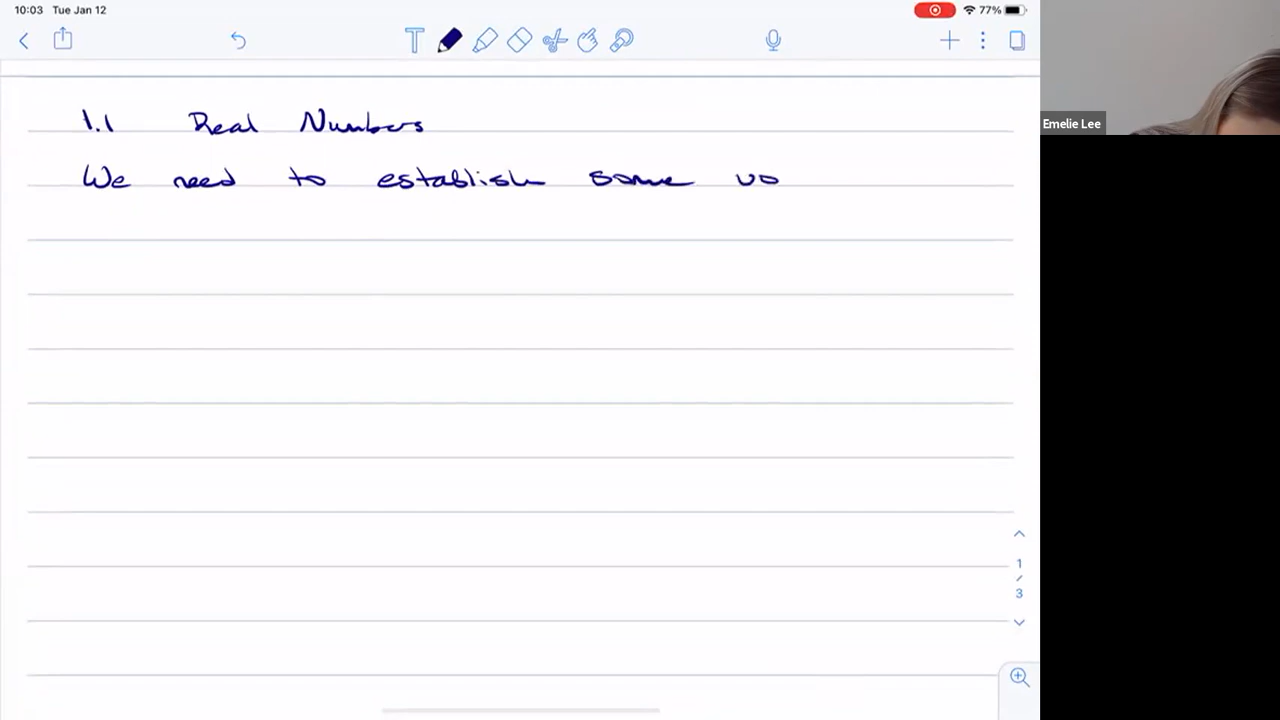 10:03 Tue Jan 12 77%
T
Emelie Lee
1.1 Real Numbers
We need to establish some vo
1
/
3